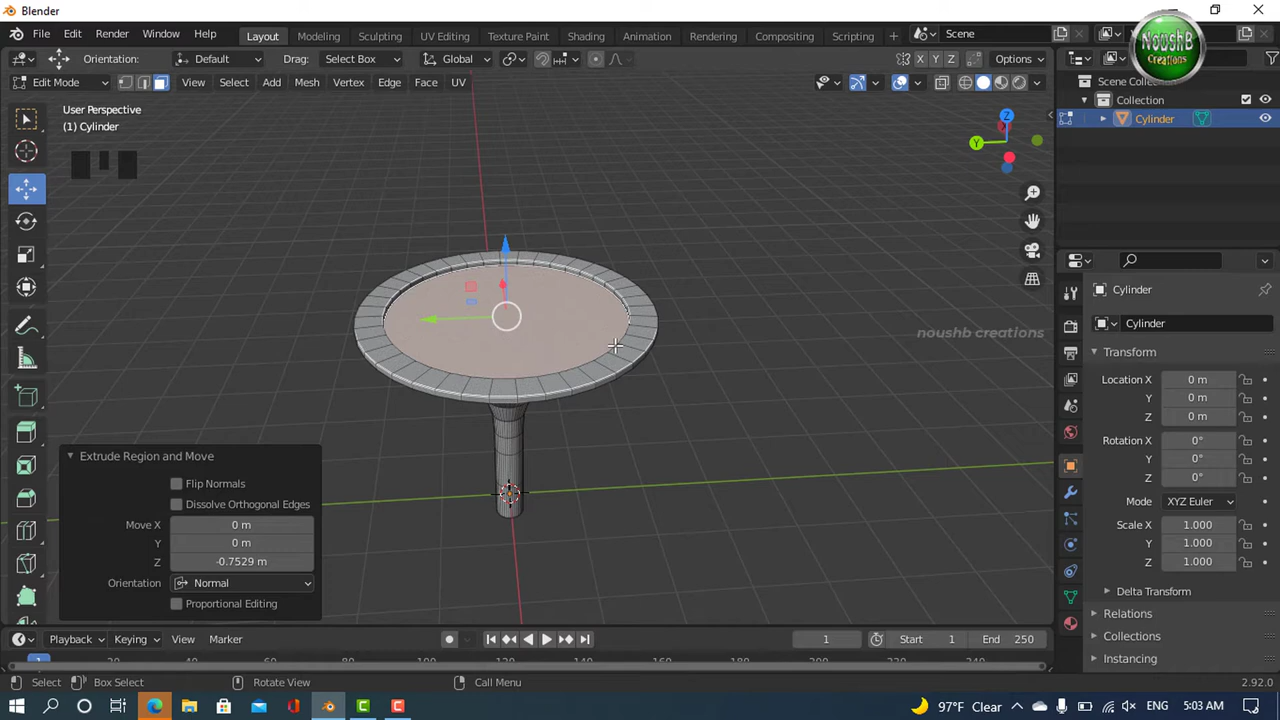 Blender
File Edit Render Window Help Layout Modeling Sculpting UV Editing Texture Paint Shading Animation Rendering Compositing Scripting + Scene
NoushB
Creations
Orientation: Default Drag: Select Box Global X Y Z Options
Edit Mode View Select Add Mesh Vertex Edge Face UV
Scene Collection
Collection
Cylinder
User Perspective
(1) Cylinder
Z
Y
noushb creations
Cylinder
Cylinder
Transform
Location X 0 m
Y 0 m
Z 0 m
Rotation X 0°
Y 0°
Z 0°
Mode XYZ Euler
Scale X 1.000
Y 1.000
Z 1.000
Delta Transform
Relations
Collections
Instancing
Extrude Region and Move
Flip Normals
Dissolve Orthogonal Edges
Move X 0 m
Y 0 m
Z -0.7529 m
Orientation Normal
Proportional Editing
Playback Keying View Marker 1 Start 1 End 250
Select Box Select Rotate View Call Menu 2.92.0
97°F Clear ENG 5:03 AM